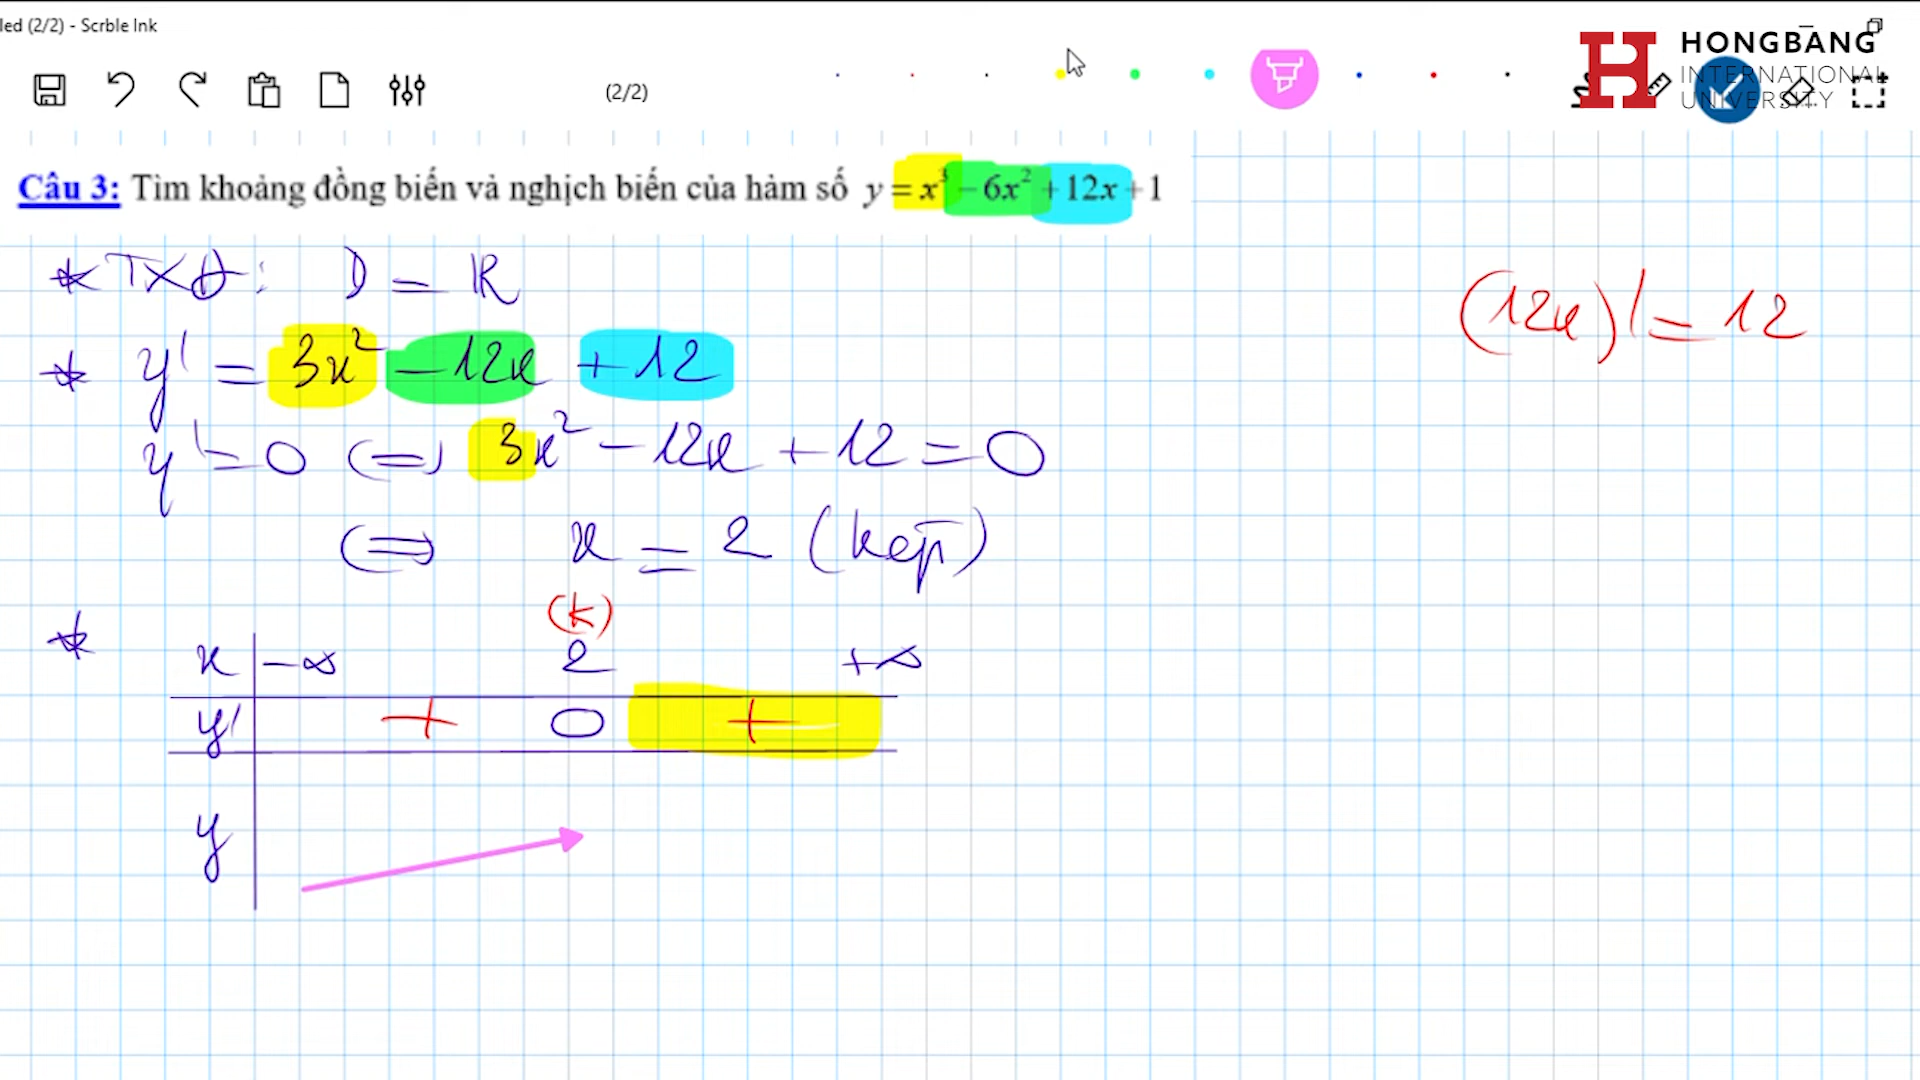 led (2/2) - Scrble Ink
(2/2)
HONGBANG
INTERNATIONAL
UNIVERSITY
Câu 3: Tìm khoảng đồng biến và nghịch biến của hàm số y = x³ − 6x² + 12x + 1
* TXĐ: D = R
(12x)' = 12
* y' = 3x² − 12x + 12
y' = 0 (=) 3x² − 12x + 12 = 0
(=) x = 2 (kép)
(k)
* x −∞ 2 +∞
y' + 0 +
y